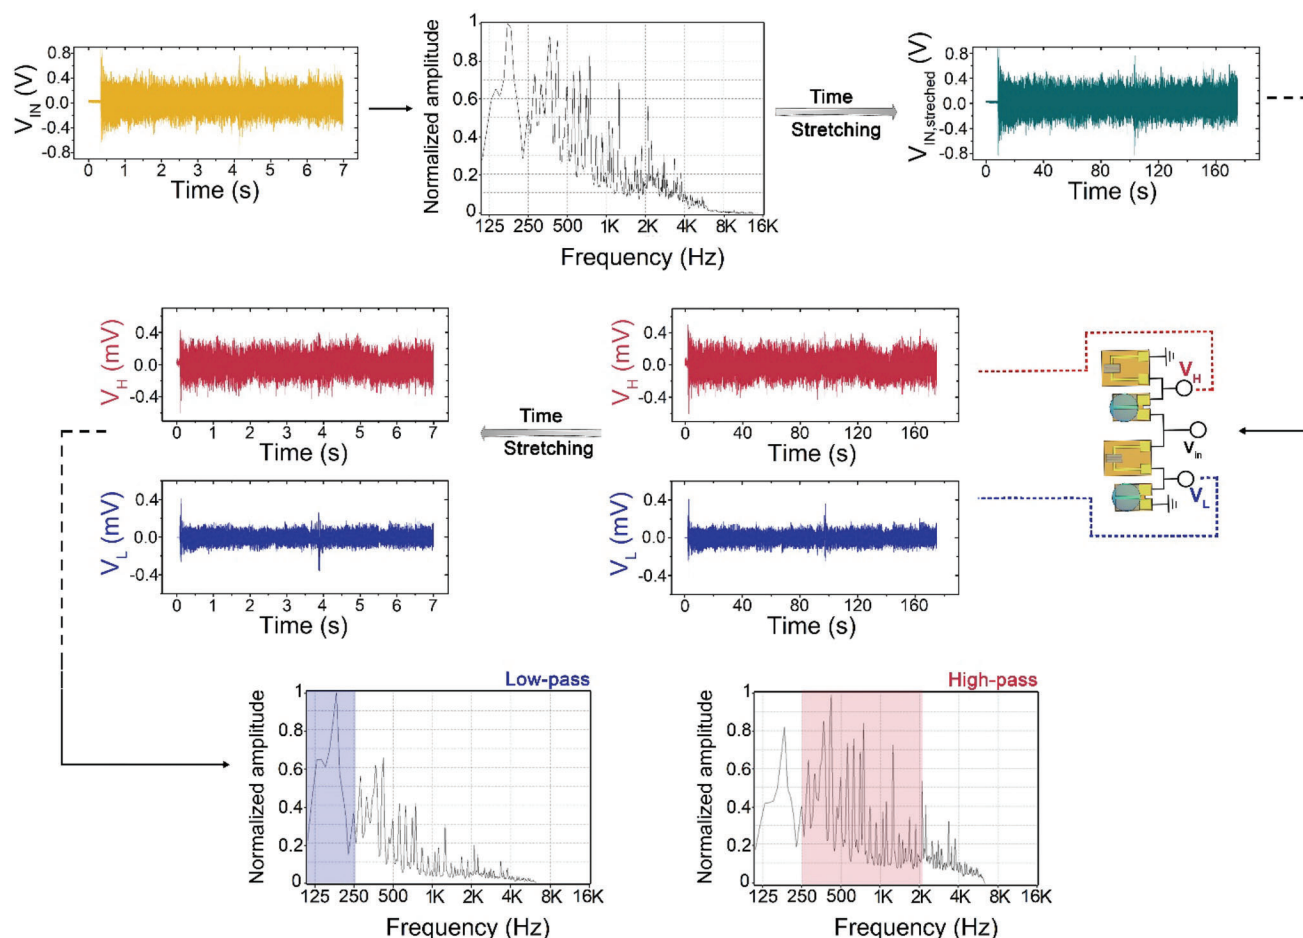 V_IN (V)
0.8
0.4
0.0
-0.4
-0.8
0 1 2 3 4 5 6 7
Time (s)
Normalized amplitude
1
0.8
0.6
0.4
0.2
0
125 250 500 1K 2K 4K 8K 16K
Frequency (Hz)
Time
Stretching
V_IN,streched (V)
0.8
0.4
0.0
-0.4
-0.8
0 40 80 120 160
Time (s)
V_H (mV)
0.4
0.0
-0.4
0 1 2 3 4 5 6 7
Time (s)
Time
Stretching
V_H (mV)
0.4
0.0
-0.4
0 40 80 120 160
Time (s)
V_H
V_in
V_L
V_L (mV)
0.4
0.0
-0.4
0 1 2 3 4 5 6 7
Time (s)
V_L (mV)
0.4
0.0
-0.4
0 40 80 120 160
Time (s)
Low-pass
Normalized amplitude
1
0.8
0.6
0.4
0.2
0
125 250 500 1K 2K 4K 8K 16K
Frequency (Hz)
High-pass
Normalized amplitude
1
0.8
0.6
0.4
0.2
0
125 250 500 1K 2K 4K 8K 16K
Frequency (Hz)